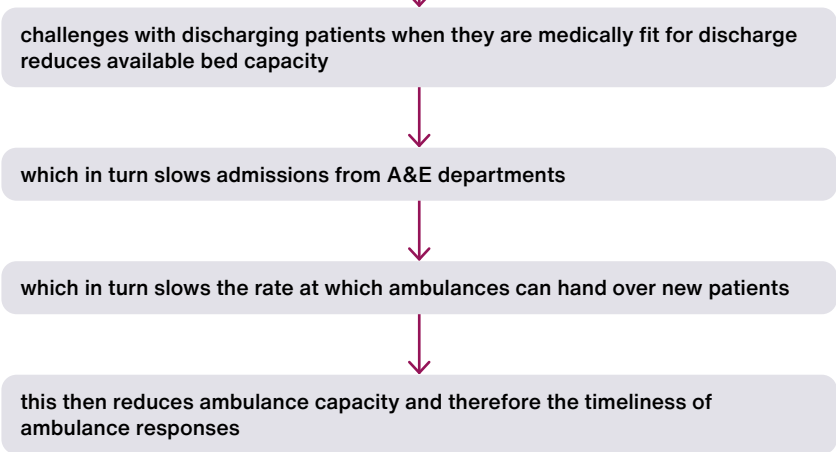 challenges with discharging patients when they are medically fit for discharge
reduces available bed capacity
which in turn slows admissions from A&E departments
which in turn slows the rate at which ambulances can hand over new patients
this then reduces ambulance capacity and therefore the timeliness of
ambulance responses